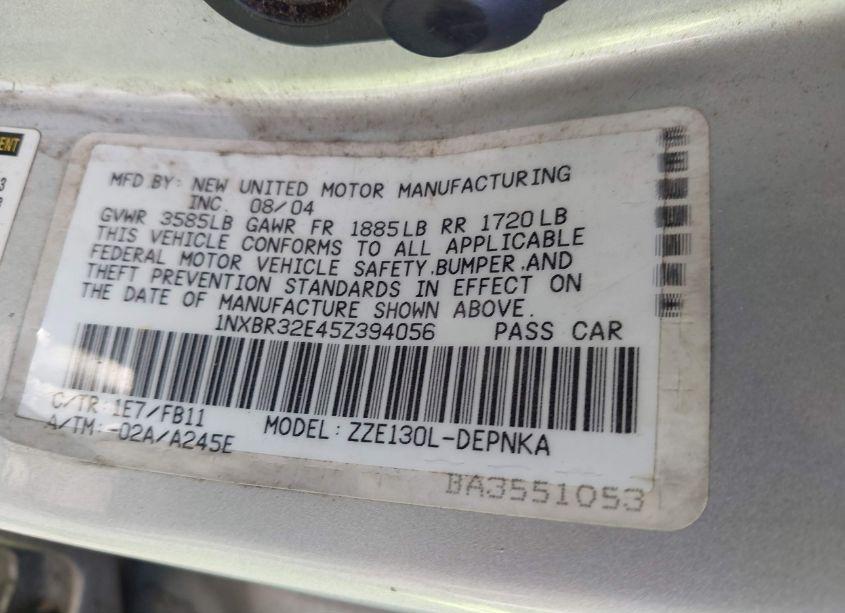 ENT
3
MFD BY: NEW UNITED MOTOR MANUFACTURING
INC. 08/04
GVWR 3585LB GAWR FR 1885LB RR 1720LB
THIS VEHICLE CONFORMS TO ALL APPLICABLE
FEDERAL MOTOR VEHICLE SAFETY,BUMPER,AND
THEFT PREVENTION STANDARDS IN EFFECT ON
THE DATE OF MANUFACTURE SHOWN ABOVE.
1NXBR32E45Z394056 PASS CAR
C/TR: 1E7/FB11
A/TM: -02A/A245E
MODEL: ZZE130L-DEPNKA
BA3551053